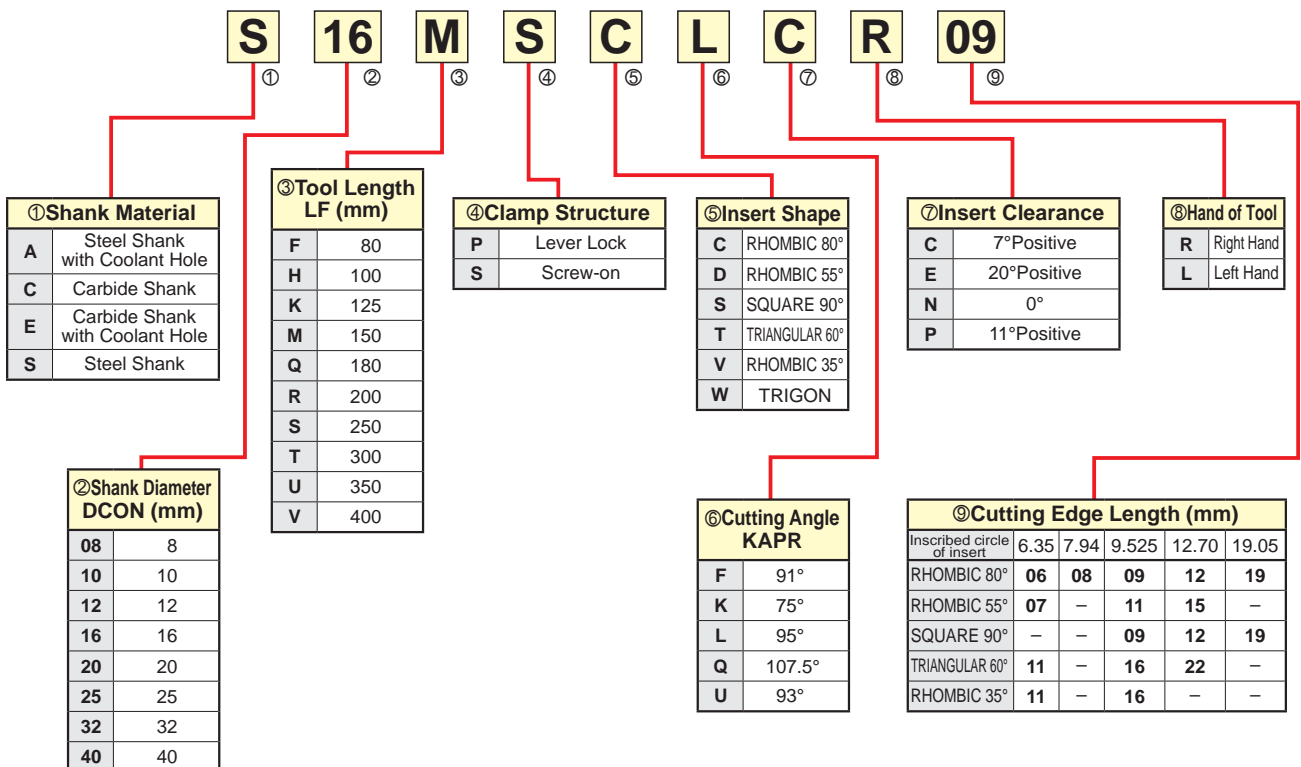 S 16 M S C L C R 09
① ② ③ ④ ⑤ ⑥ ⑦ ⑧ ⑨
①Shank Material
A Steel Shank
with Coolant Hole
C Carbide Shank
E Carbide Shank
with Coolant Hole
S Steel Shank
②Shank Diameter
DCON (mm)
08 8
10 10
12 12
16 16
20 20
25 25
32 32
40 40
③Tool Length
LF (mm)
F 80
H 100
K 125
M 150
Q 180
R 200
S 250
T 300
U 350
V 400
④Clamp Structure
P Lever Lock
S Screw-on
⑤Insert Shape
C RHOMBIC 80°
D RHOMBIC 55°
S SQUARE 90°
T TRIANGULAR 60°
V RHOMBIC 35°
W TRIGON
⑥Cutting Angle
KAPR
F 91°
K 75°
L 95°
Q 107.5°
U 93°
⑦Insert Clearance
C 7°Positive
E 20°Positive
N 0°
P 11°Positive
⑧Hand of Tool
R Right Hand
L Left Hand
⑨Cutting Edge Length (mm)
Inscribed circle
of insert 6.35 7.94 9.525 12.70 19.05
RHOMBIC 80° 06 08 09 12 19
RHOMBIC 55° 07 – 11 15 –
SQUARE 90° – – 09 12 19
TRIANGULAR 60° 11 – 16 22 –
RHOMBIC 35° 11 – 16 – –